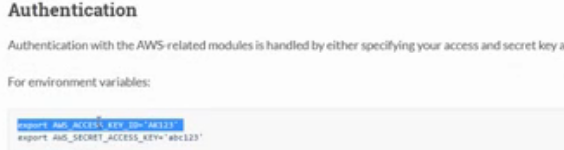 Authentication
Authentication with the AWS-related modules is handled by either specifying your access and secret key a
For environment variables:
export AWS_ACCESS_KEY_ID='AK123'
export AWS_SECRET_ACCESS_KEY='abc123'